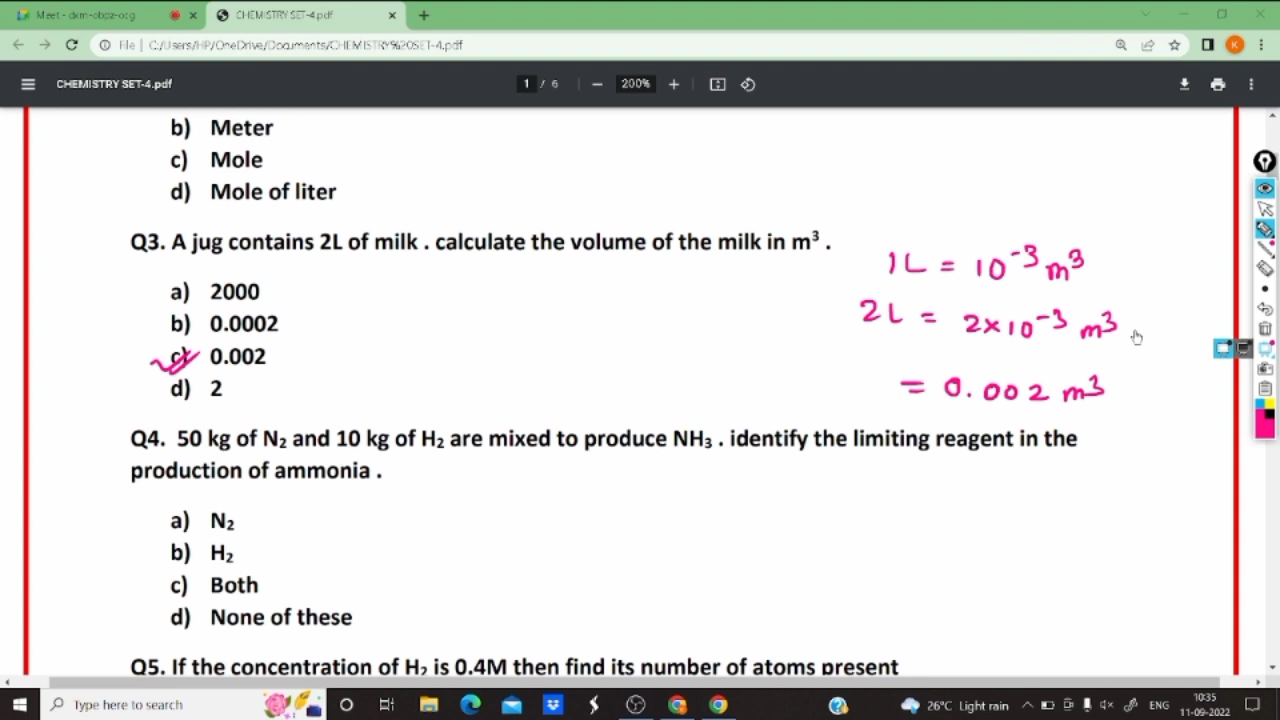 Meet - dxm-obpz-ocg
CHEMISTRY SET-4.pdf
File | C:/Users/HP/OneDrive/Documents/CHEMISTRY%20SET-4.pdf
K
CHEMISTRY SET-4.pdf
1 / 6
200%
b) Meter
c) Mole
d) Mole of liter
Q3. A jug contains 2L of milk . calculate the volume of the milk in m³ .
a) 2000
b) 0.0002
c) 0.002
d) 2
1L = 10⁻³ m³
2L = 2×10⁻³ m³
= 0.002 m³
Q4. 50 kg of N₂ and 10 kg of H₂ are mixed to produce NH₃ . identify the limiting reagent in the
production of ammonia .
a) N₂
b) H₂
c) Both
d) None of these
Q5. If the concentration of H₂ is 0.4M then find its number of atoms present
Type here to search
26°C Light rain
ENG
10:35
11-09-2022